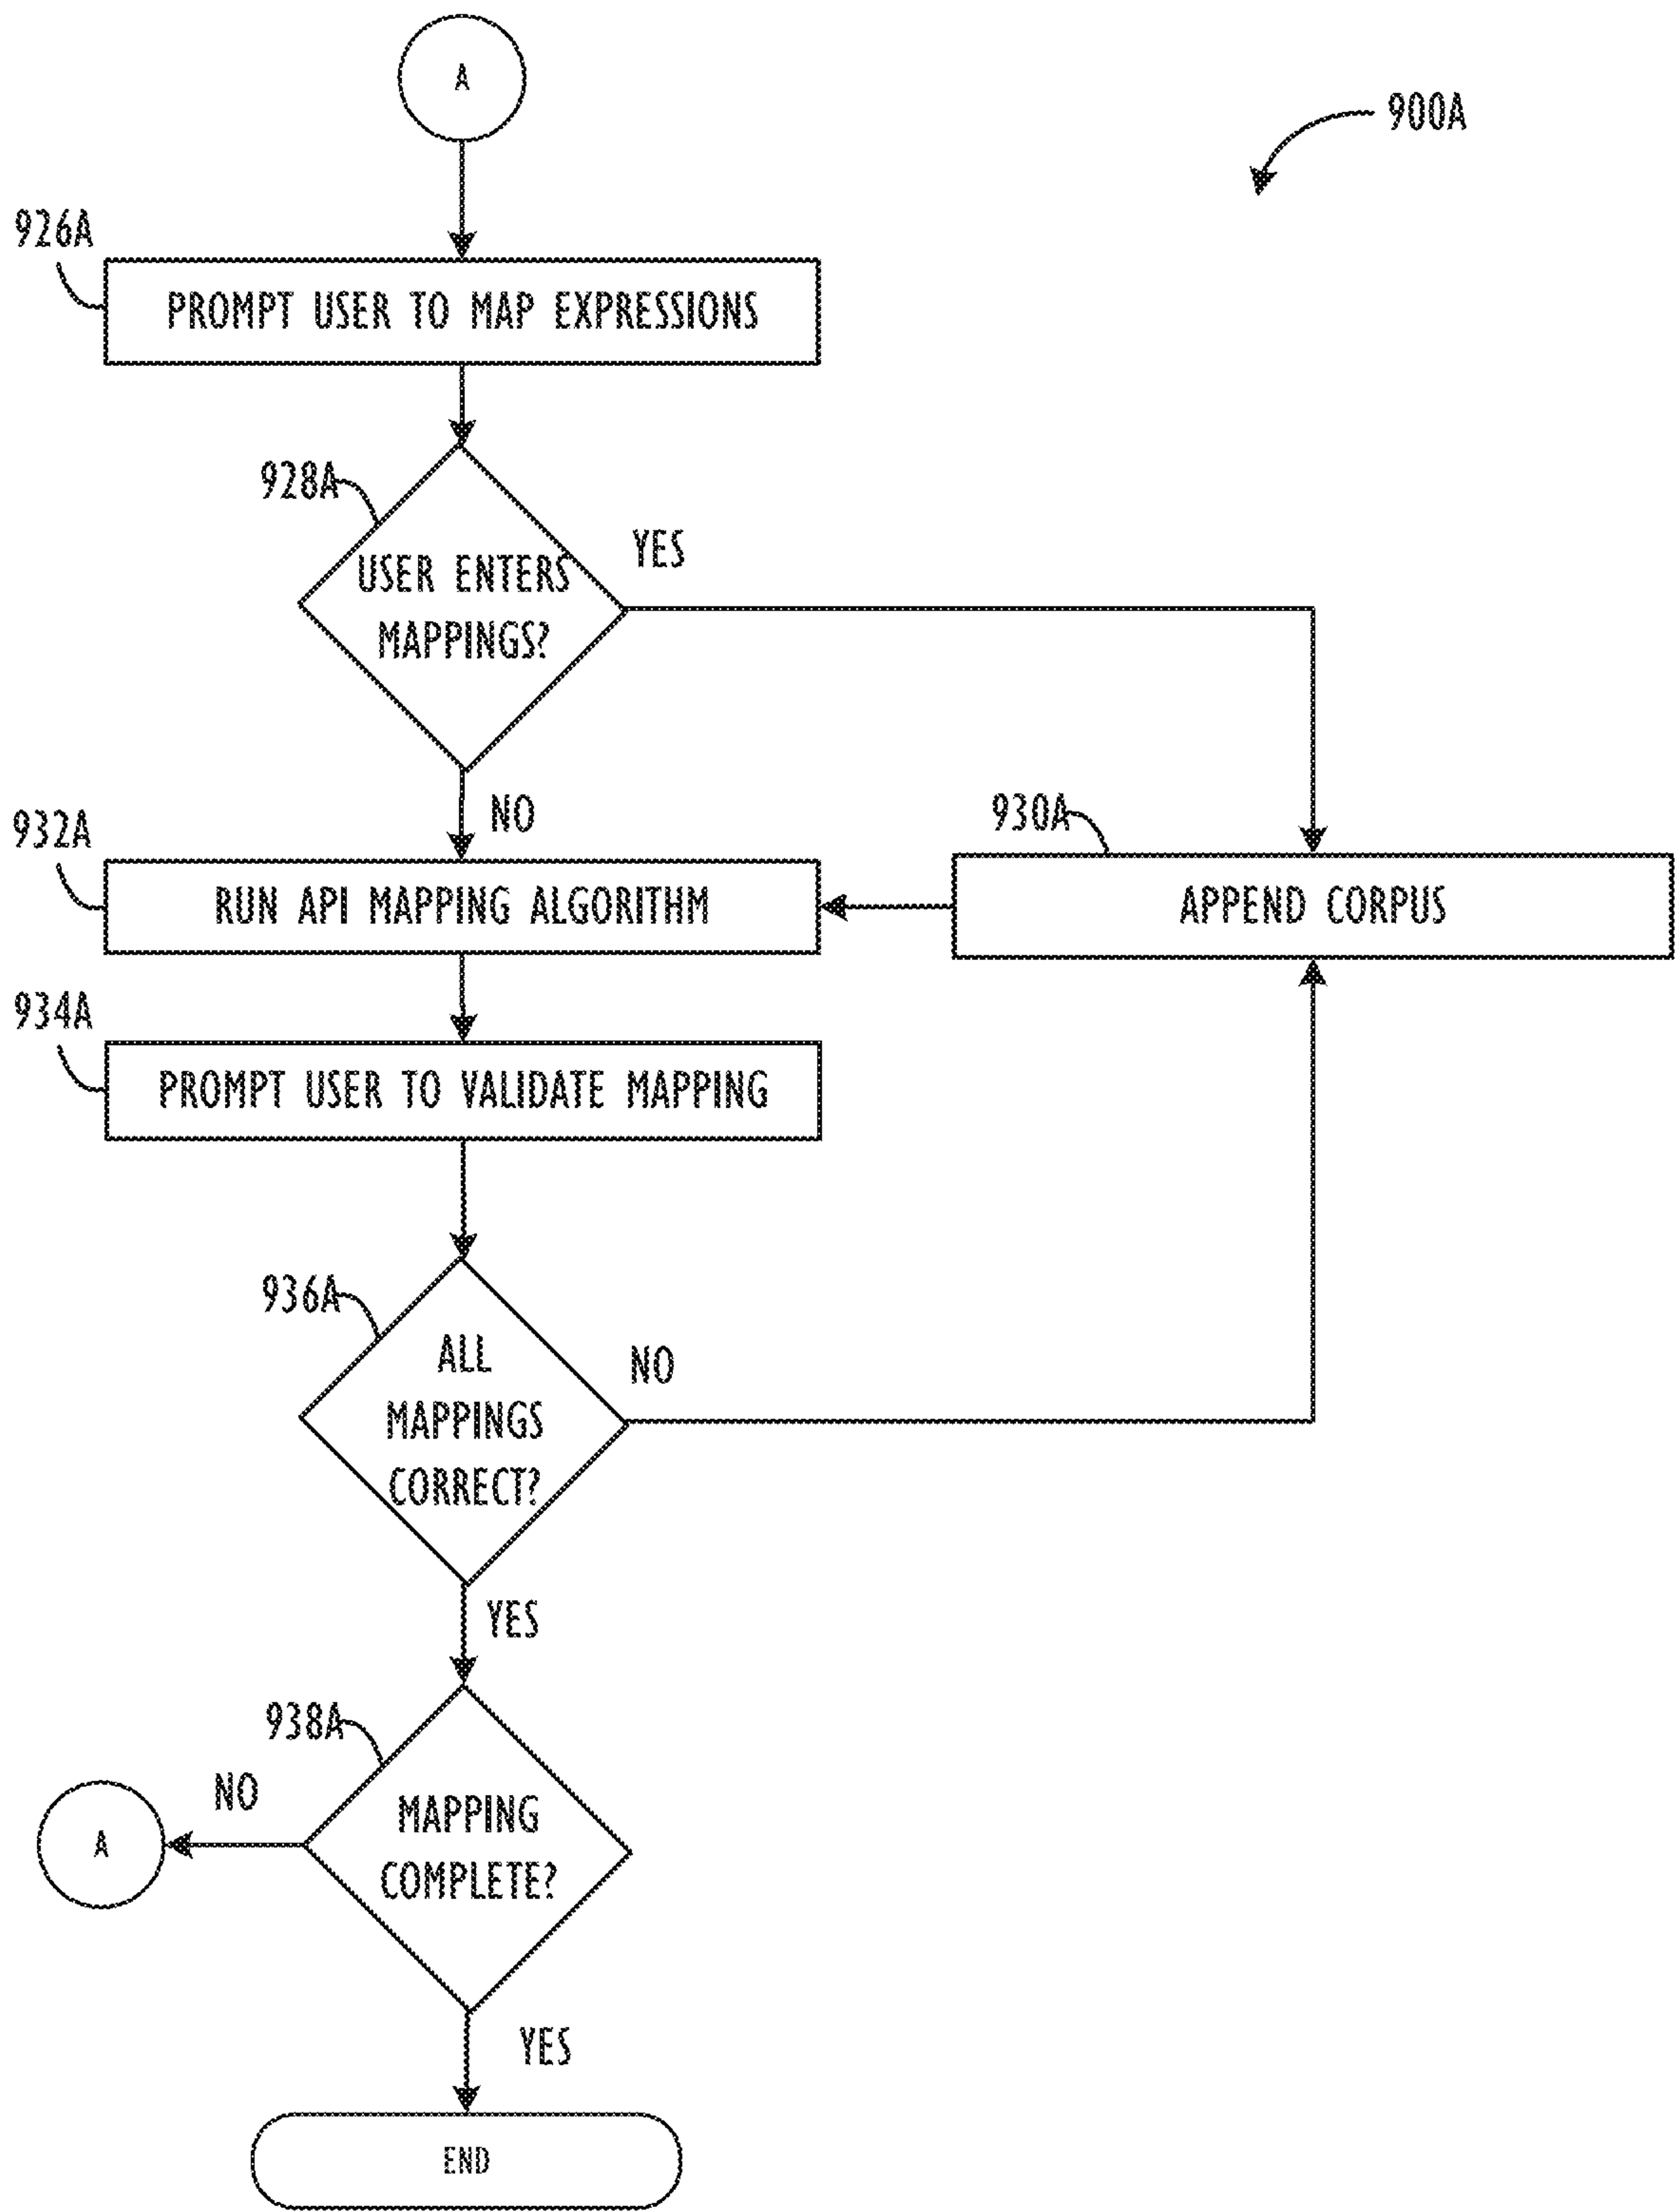 A
900A
926A
PROMPT USER TO MAP EXPRESSIONS
928A
YES
USER ENTERS
MAPPINGS?
NO
932A
930A
RUN API MAPPING ALGORITHM
APPEND CORPUS
934A
PROMPT USER TO VALIDATE MAPPING
936A
ALL
MAPPINGS
CORRECT?
NO
YES
938A
NO
MAPPING
COMPLETE?
A
YES
END